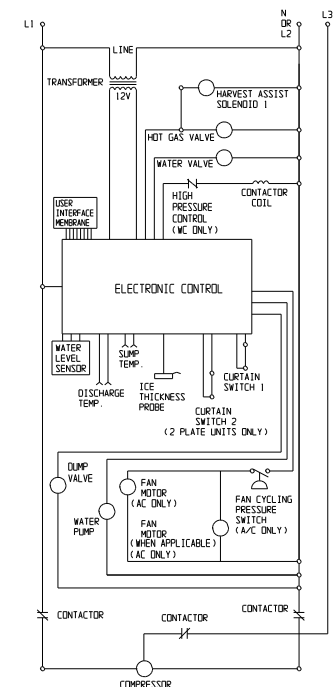 L1
N
OR
L2
L3
LINE
TRANSFORMER
12V
HARVEST ASSIST
SOLENOID 1
HOT GAS VALVE
WATER VALVE
HIGH
PRESSURE
CONTROL
(WC ONLY)
CONTACTOR
COIL
USER
INTERFACE
MEMBRANE
ELECTRONIC CONTROL
WATER
LEVEL
SENSOR
SUMP
TEMP.
DISCHARGE
TEMP.
ICE
THICKNESS
PROBE
CURTAIN
SWITCH 1
CURTAIN
SWITCH 2
(2 PLATE UNITS ONLY)
DUMP
VALVE
FAN
MOTOR
(AC ONLY)
WATER
PUMP
FAN
MOTOR
(WHEN APPLICABLE)
(AC ONLY)
FAN CYCLING
PRESSURE
SWITCH
(A/C ONLY)
CONTACTOR
CONTACTOR
CONTACTOR
COMPRESSOR